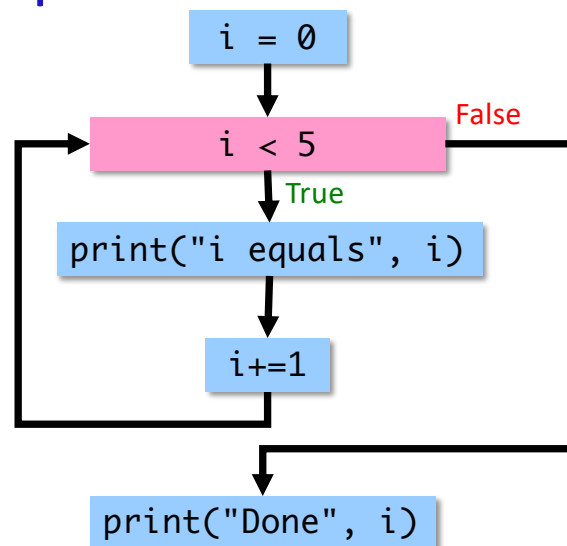 i = 0
i < 5
False
True
print("i equals", i)
i+=1
print("Done", i)